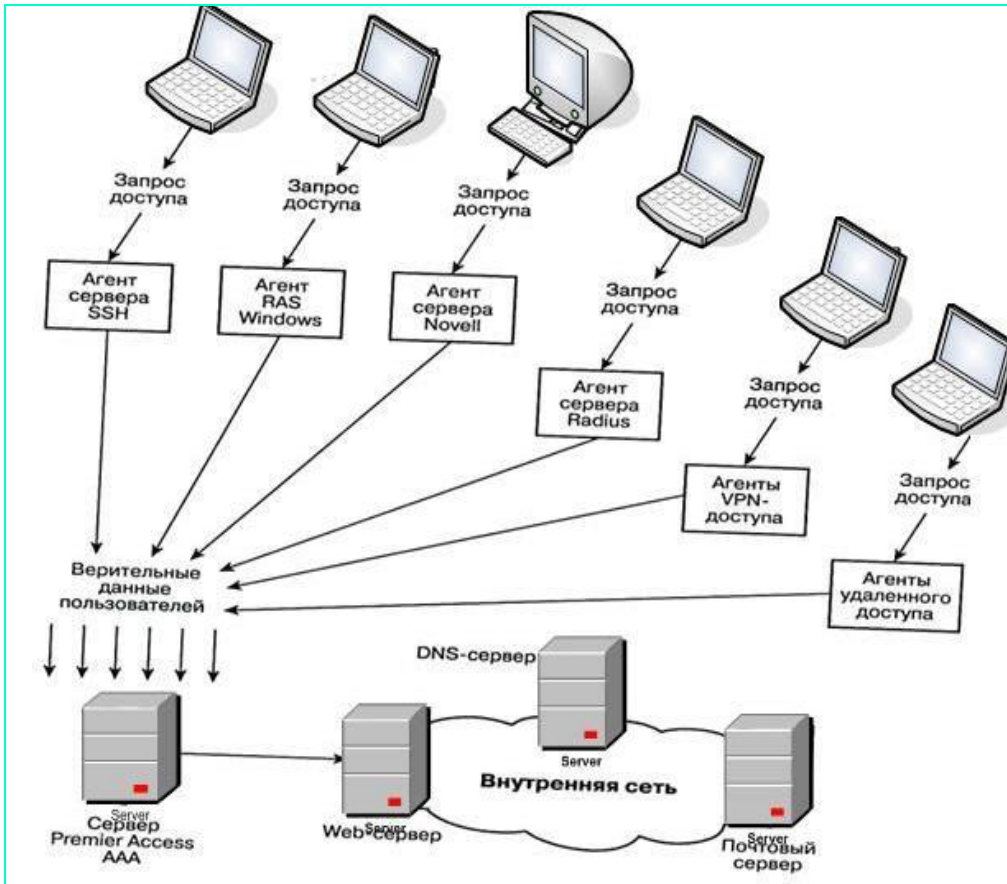 Запрос
доступа
Запрос
доступа
Запрос
доступа
Запрос
доступа
Запрос
доступа
Запрос
доступа
Агент
сервера
SSH
Агент
RAS
Windows
Агент
сервера
Novell
Агент
сервера
Radius
Агенты
VPN-
доступа
Агенты
удаленного
доступа
Верительные
данные
пользователей
DNS-сервер
Server
Внутренняя сеть
Server
Сервер
Premier Access
AAA
Server
Web-сервер
Server
Почтовый
сервер